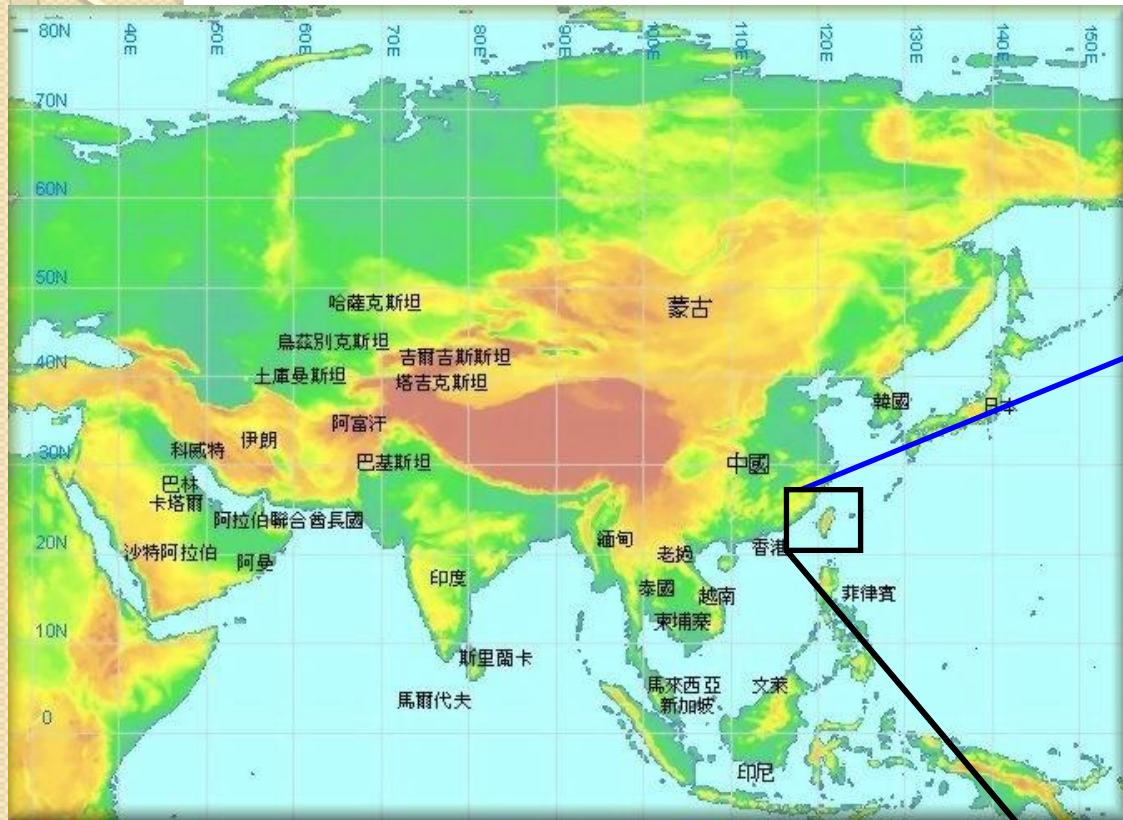 80N
40E
50E
60E
70E
80E
90E
100E
110E
120E
130E
140E
150E
70N
60N
50N
哈薩克斯坦
蒙古
烏茲別克斯坦
吉爾吉斯斯坦
40N
土庫曼斯坦
塔吉克斯坦
韓國
日本
阿富汗
伊朗
科威特
30N
巴基斯坦
中國
巴林
卡塔爾
阿拉伯聯合酋長國
20N
沙特阿拉伯
阿曼
緬甸
老撾
香港
印度
泰國
越南
菲律賓
柬埔寨
10N
斯里蘭卡
馬爾代夫
馬來西亞
新加坡
文萊
0
印尼